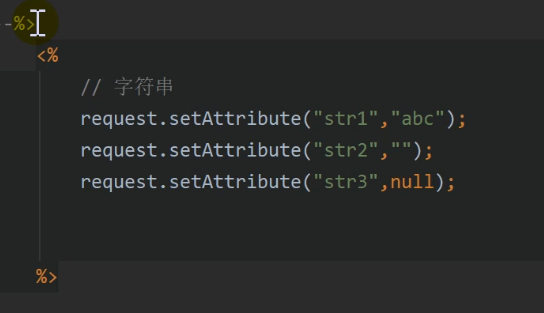 -%>
<%
// 字符串
request.setAttribute("str1","abc");
request.setAttribute("str2","");
request.setAttribute("str3",null);
%>